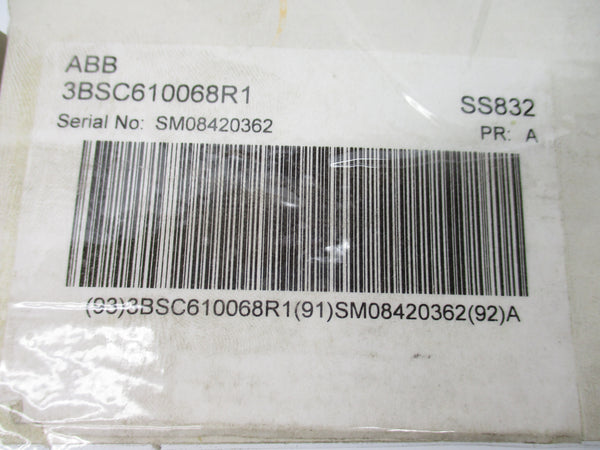 ABB
3BSC610068R1
SS832
Serial No: SM08420362
PR: A
(93)3BSC610068R1(91)SM08420362(92)A